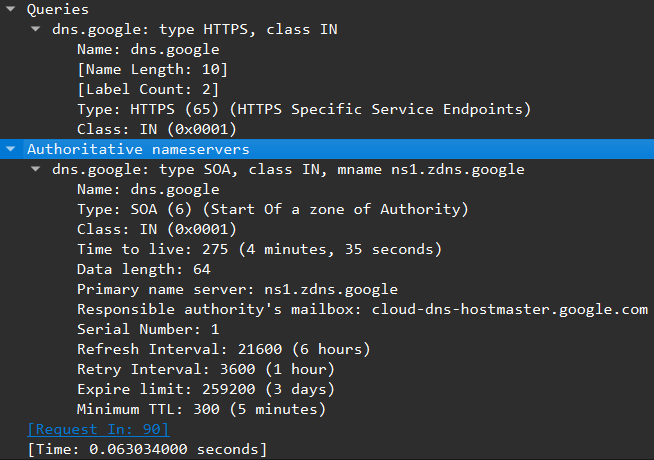 Queries
dns.google: type HTTPS, class IN
Name: dns.google
[Name Length: 10]
[Label Count: 2]
Type: HTTPS (65) (HTTPS Specific Service Endpoints)
Class: IN (0x0001)
Authoritative nameservers
dns.google: type SOA, class IN, mname ns1.zdns.google
Name: dns.google
Type: SOA (6) (Start Of a zone of Authority)
Class: IN (0x0001)
Time to live: 275 (4 minutes, 35 seconds)
Data length: 64
Primary name server: ns1.zdns.google
Responsible authority's mailbox: cloud-dns-hostmaster.google.com
Serial Number: 1
Refresh Interval: 21600 (6 hours)
Retry Interval: 3600 (1 hour)
Expire limit: 259200 (3 days)
Minimum TTL: 300 (5 minutes)
[Request In: 90]
[Time: 0.063034000 seconds]